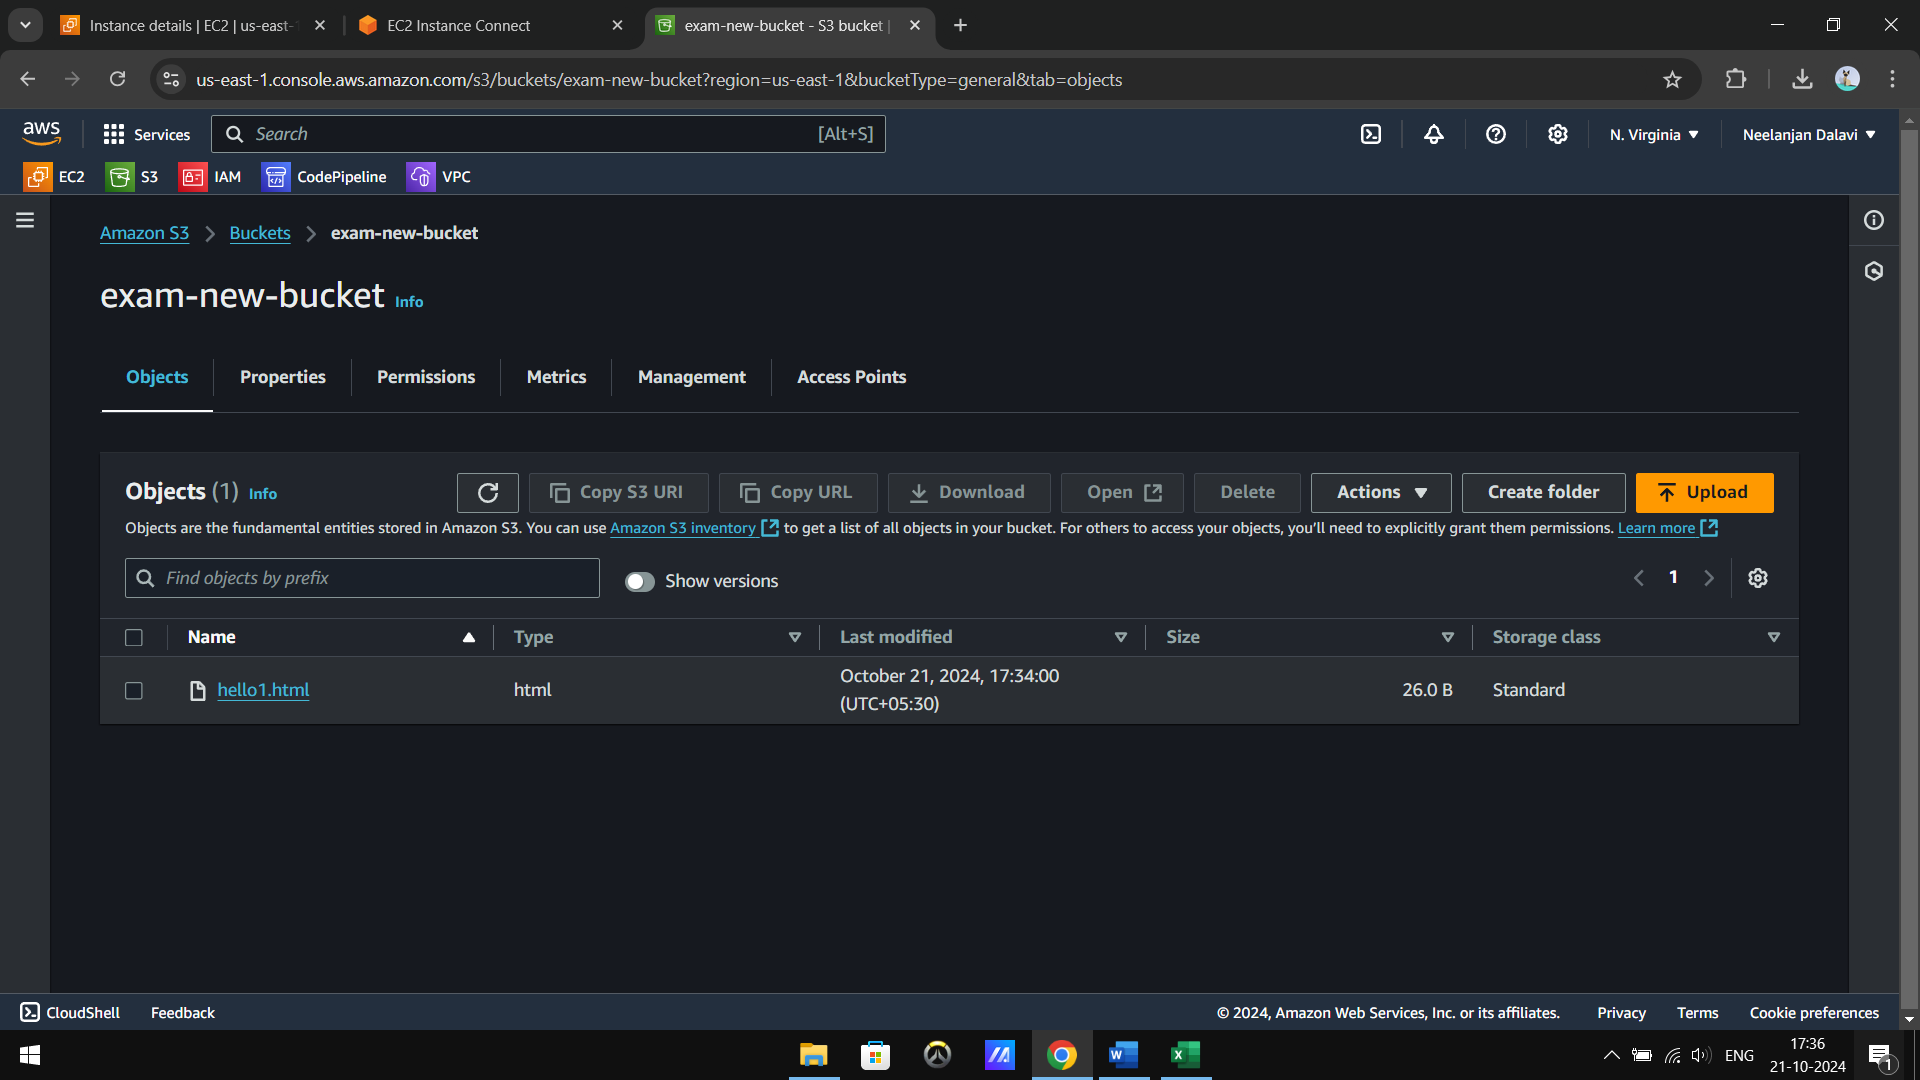 Instance details | EC2 | us-east-
EC2 Instance Connect
exam-new-bucket - S3 bucket |
us-east-1.console.aws.amazon.com/s3/buckets/exam-new-bucket?region=us-east-1&bucketType=general&tab=objects
aws
Services
Search
[Alt+S]
N. Virginia
Neelanjan Dalavi
EC2
S3
IAM
CodePipeline
VPC
Amazon S3
Buckets
exam-new-bucket
exam-new-bucket Info
Objects
Properties
Permissions
Metrics
Management
Access Points
Objects (1) Info
Copy S3 URI
Copy URL
Download
Open
Delete
Actions
Create folder
Upload
Objects are the fundamental entities stored in Amazon S3. You can use Amazon S3 inventory to get a list of all objects in your bucket. For others to access your objects, you'll need to explicitly grant them permissions. Learn more
Find objects by prefix
Show versions
1
Name
Type
Last modified
Size
Storage class
hello1.html
html
October 21, 2024, 17:34:00
(UTC+05:30)
26.0 B
Standard
CloudShell
Feedback
© 2024, Amazon Web Services, Inc. or its affiliates.
Privacy
Terms
Cookie preferences
ENG
17:36
21-10-2024
1